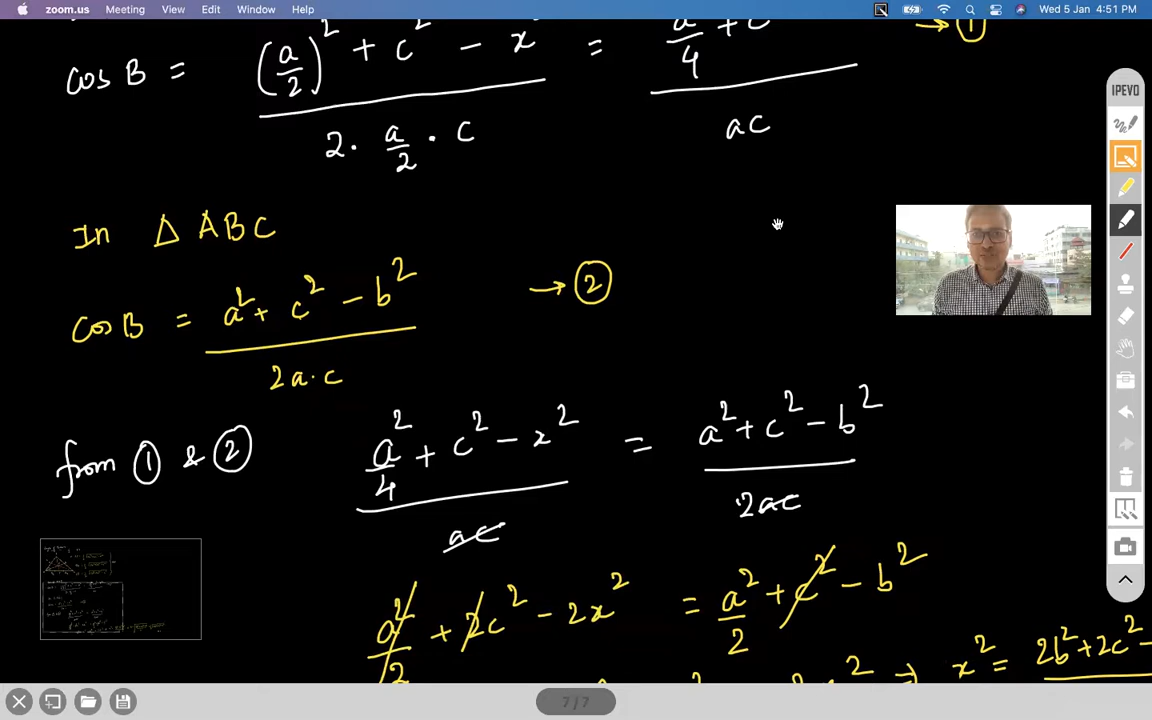 zoom.us Meeting View Edit Window Help Wed 5 Jan 4:51 PM
cos B = (a/2)² + c² - x² / 2 · a/2 · c = a/4 + c / ac → ①
IPEVO
In Δ ABC
cos B = a² + c² - b² / 2a·c → ②
from ① & ② a²/4 + c² - x² / ac = a² + c² - b² / 2ac
a²/2 + 2c² - 2x² = a²/2 + c² - b²
x² = 2b² + 2c² -
7 / 7